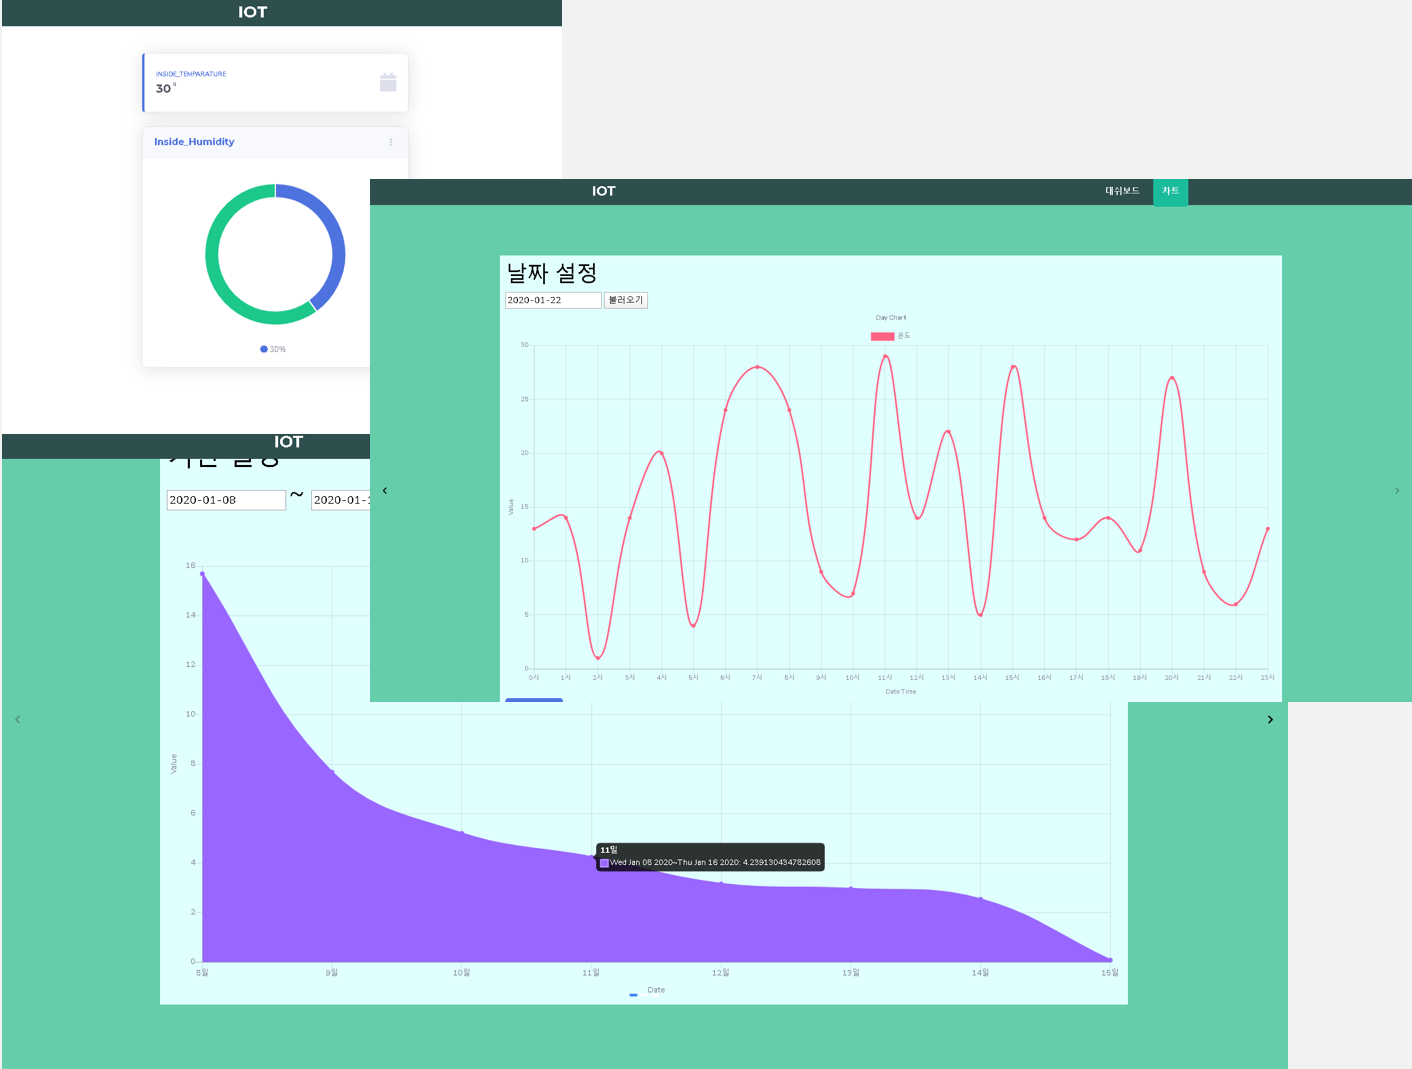 IOT
INSIDE_TEMPARATURE
30°
Inside_Humidity
30%
IOT
대쉬보드 차트
날짜 설정
2020-01-22 불러오기
Day Chart
온도
30
25
20
15
10
5
0
Value
0시 1시 2시 3시 4시 5시 6시 7시 8시 9시 10시 11시 12시 13시 14시 15시 16시 17시 18시 19시 20시 21시 22시 23시
Date Time
IOT
2020-01-08 ~ 2020-01-
16
14
12
10
8
6
4
2
0
Value
11일
Wed Jan 08 2020~Thu Jan 16 2020: 4.239130434782608
8일 9일 10일 11일 12일 13일 14일 15일
Date